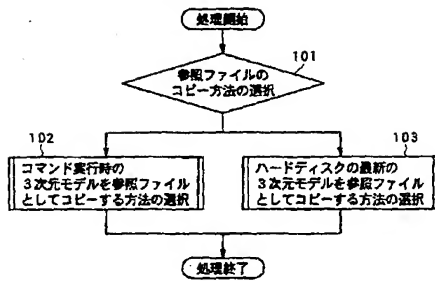 処理開始
101
参照ファイルの
コピー方法の選択
102
コマンド実行時の
3次元モデルを参照ファイル
としてコピーする方法の選択
103
ハードディスクの最新の
3次元モデルを参照ファイル
としてコピーする方法の選択
処理終了